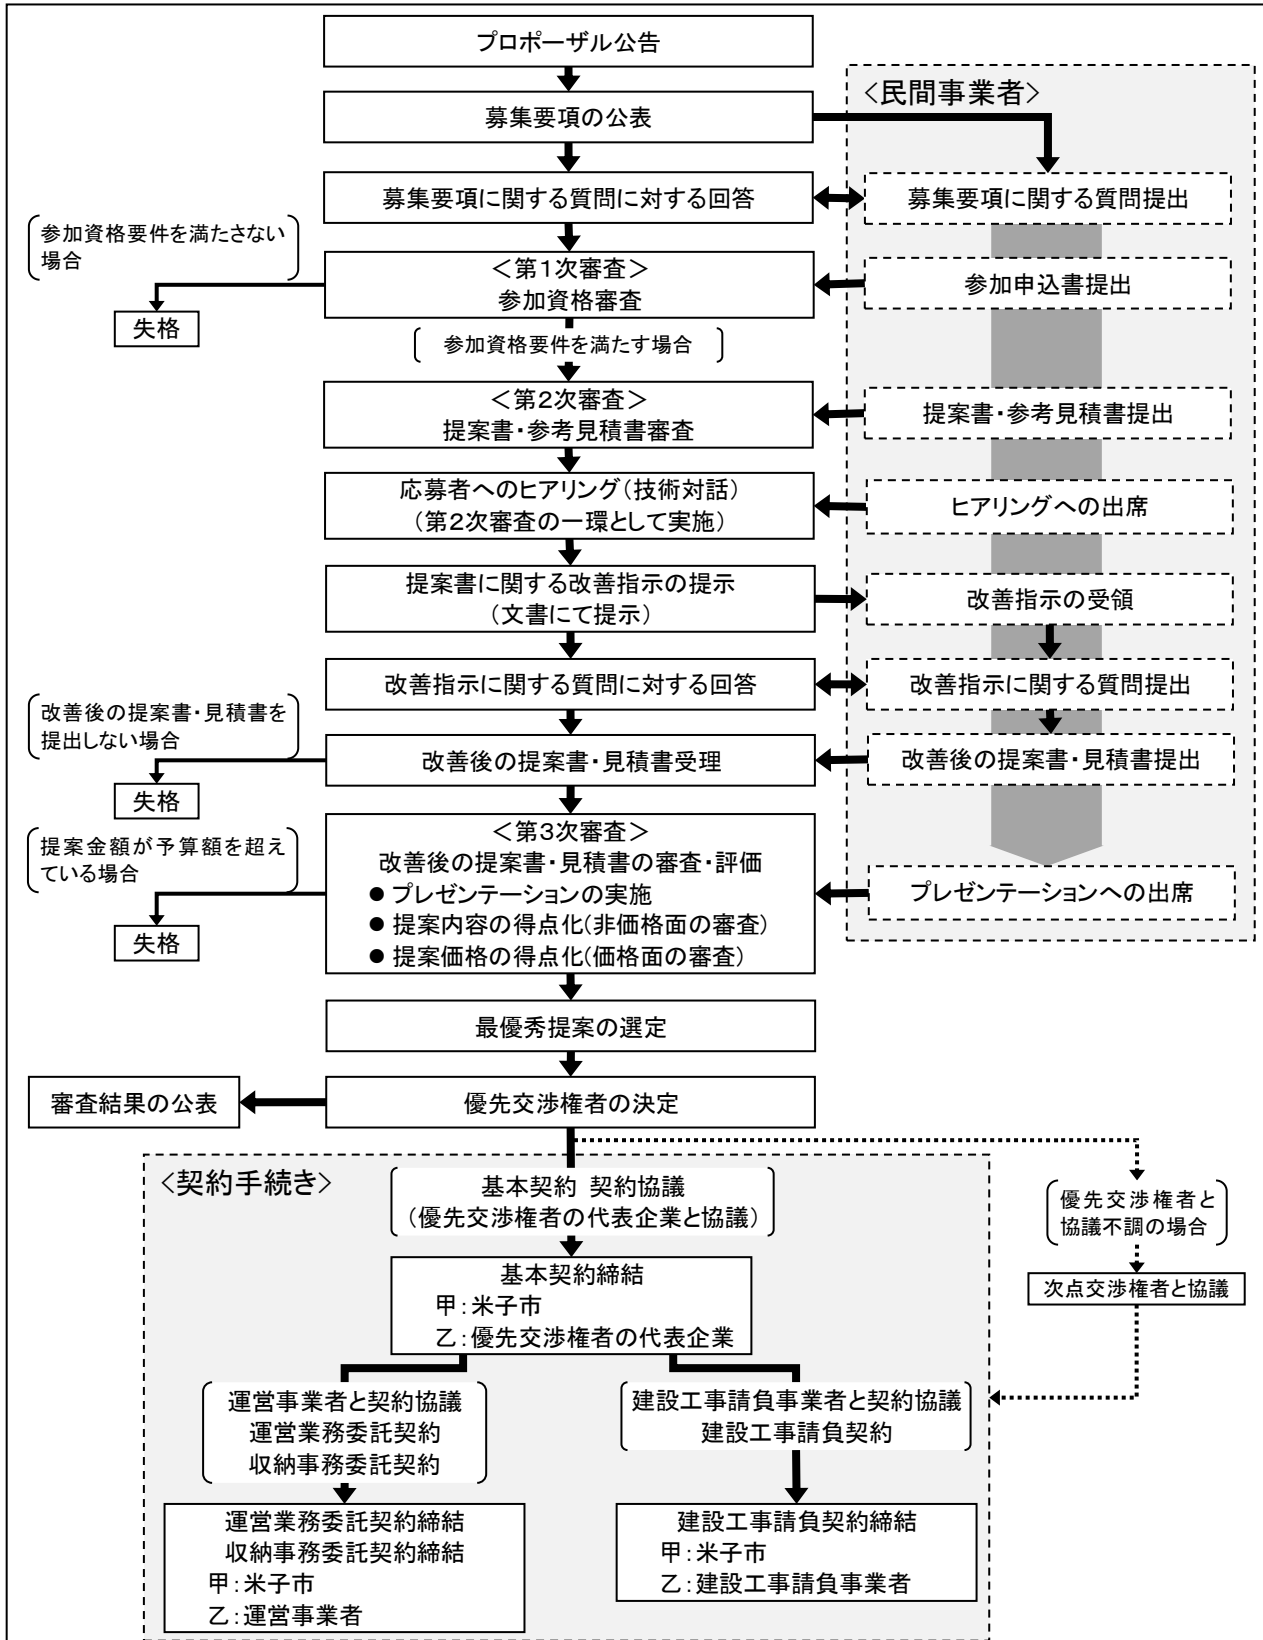 プロポーザル公告
<民間事業者>
募集要項の公表
募集要項に関する質問に対する回答
募集要項に関する質問提出
参加資格要件を満たさない
場合
<第1次審査>
参加資格審査
参加申込書提出
失格
参加資格要件を満たす場合
<第2次審査>
提案書・参考見積書審査
提案書・参考見積書提出
応募者へのヒアリング(技術対話)
(第2次審査の一環として実施)
ヒアリングへの出席
提案書に関する改善指示の提示
(文書にて提示)
改善指示の受領
改善指示に関する質問に対する回答
改善指示に関する質問提出
改善後の提案書・見積書を
提出しない場合
改善後の提案書・見積書受理
改善後の提案書・見積書提出
失格
提案金額が予算額を超え
ている場合
<第3次審査>
改善後の提案書・見積書の審査・評価
● プレゼンテーションの実施
● 提案内容の得点化(非価格面の審査)
● 提案価格の得点化(価格面の審査)
プレゼンテーションへの出席
失格
最優秀提案の選定
審査結果の公表
優先交渉権者の決定
<契約手続き>
基本契約 契約協議
(優先交渉権者の代表企業と協議)
優先交渉権者と
協議不調の場合
基本契約締結
甲:米子市
乙:優先交渉権者の代表企業
次点交渉権者と協議
運営事業者と契約協議
運営業務委託契約
収納事務委託契約
建設工事請負事業者と契約協議
建設工事請負契約
運営業務委託契約締結
収納事務委託契約締結
甲:米子市
乙:運営事業者
建設工事請負契約締結
甲:米子市
乙:建設工事請負事業者